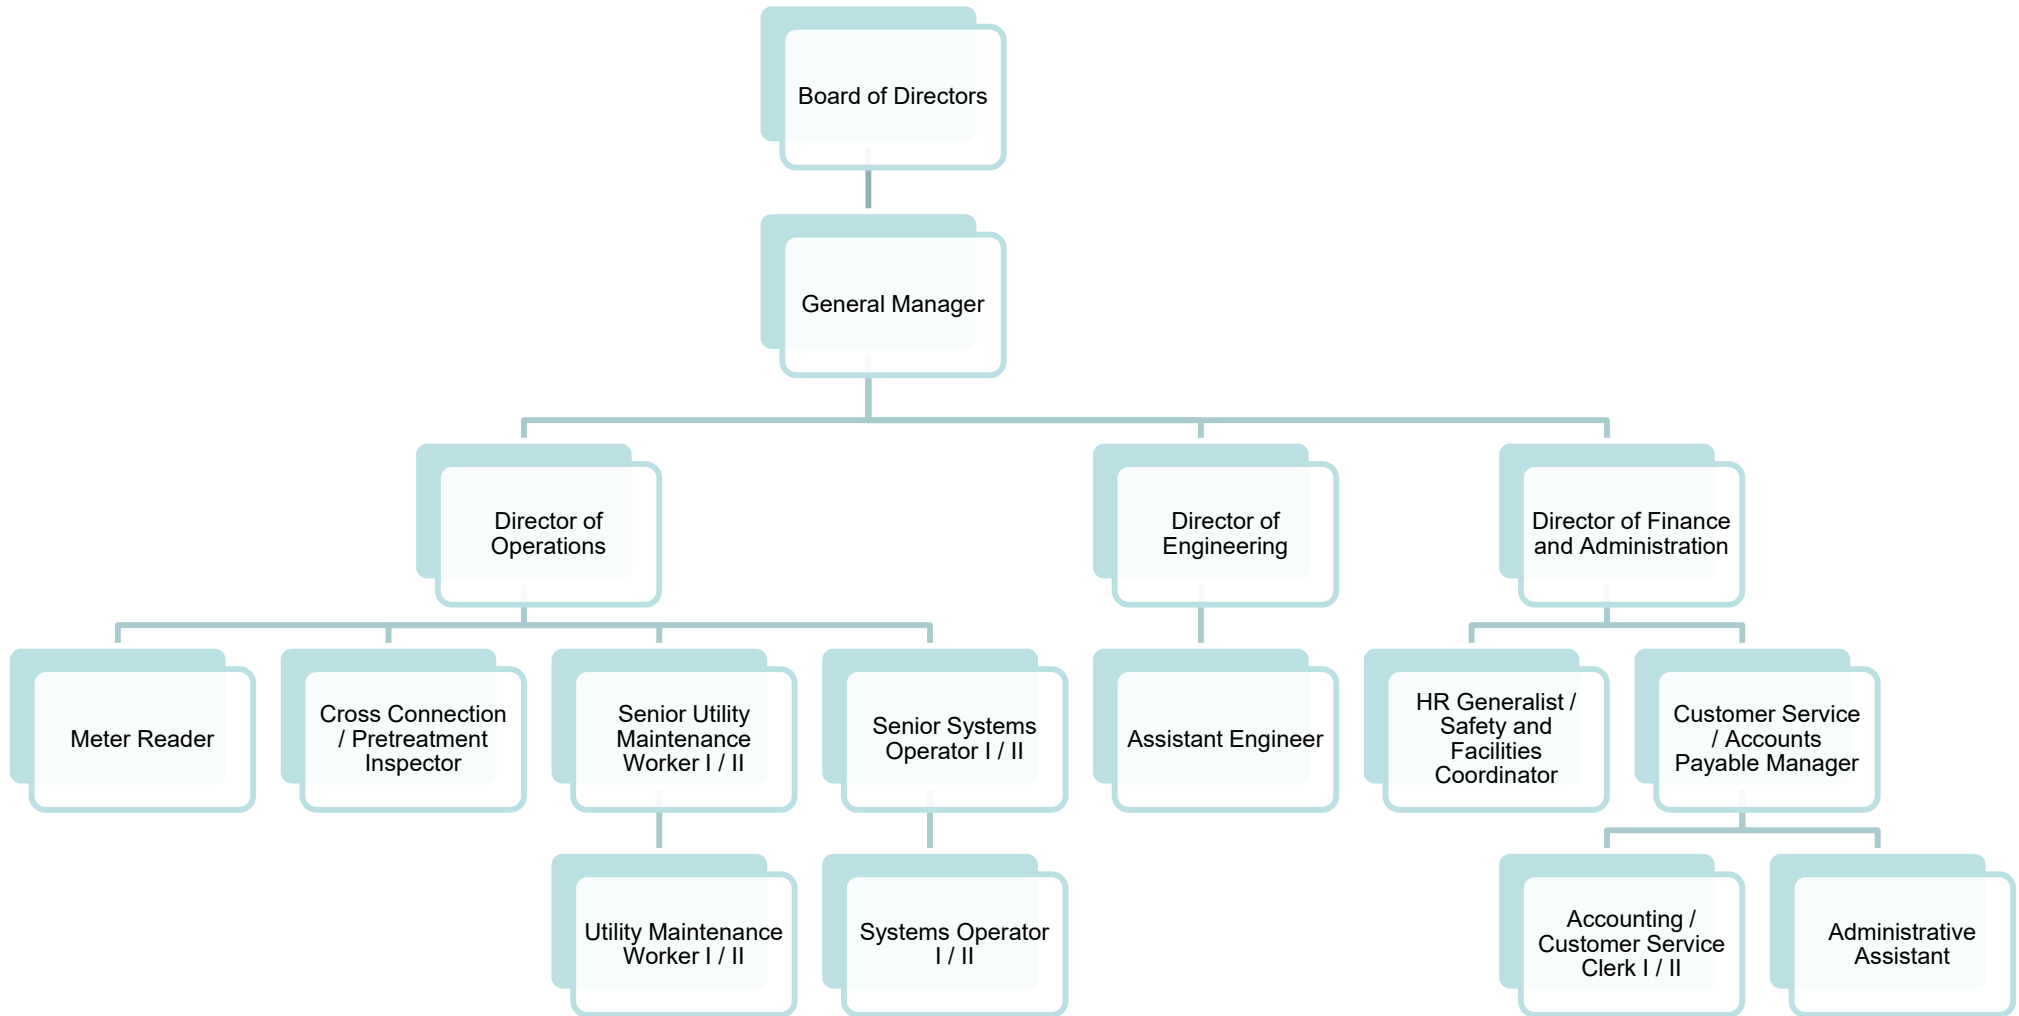 Board of Directors
General Manager
Director of
Operations
Director of
Engineering
Director of Finance
and Administration
Meter Reader
Cross Connection
/ Pretreatment
Inspector
Senior Utility
Maintenance
Worker I / II
Senior Systems
Operator I / II
Assistant Engineer
HR Generalist /
Safety and
Facilities
Coordinator
Customer Service
/ Accounts
Payable Manager
Utility Maintenance
Worker I / II
Systems Operator
I / II
Accounting /
Customer Service
Clerk I / II
Administrative
Assistant